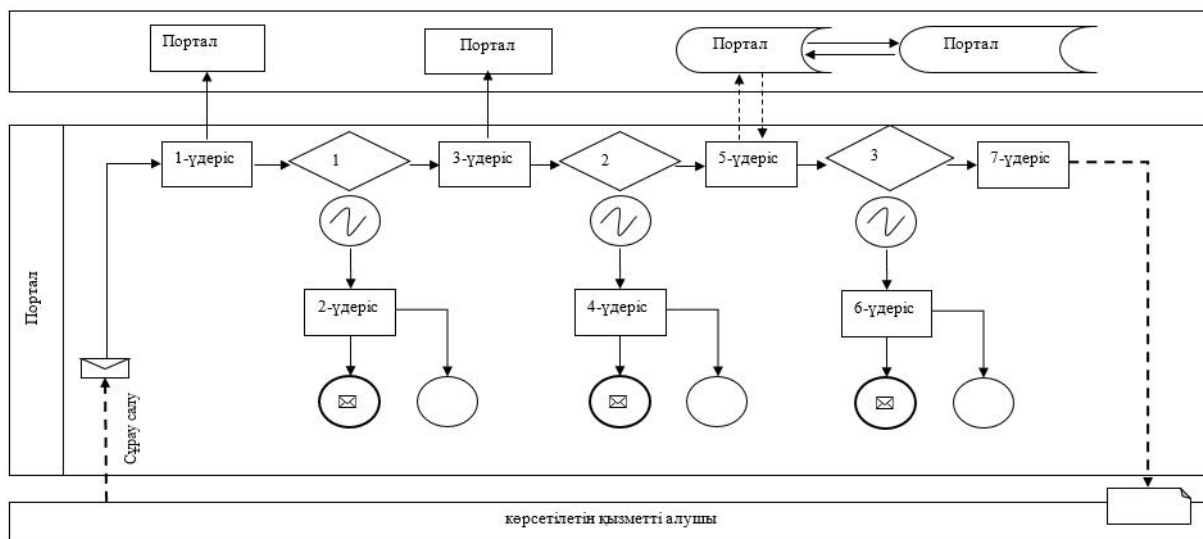 Портал
Портал
Портал
Портал
1-үдеріс
1
3-үдеріс
2
5-үдеріс
3
7-үдеріс
Портал
2-үдеріс
4-үдеріс
6-үдеріс
Сұрау салу
көрсетілетін қызметті алушы